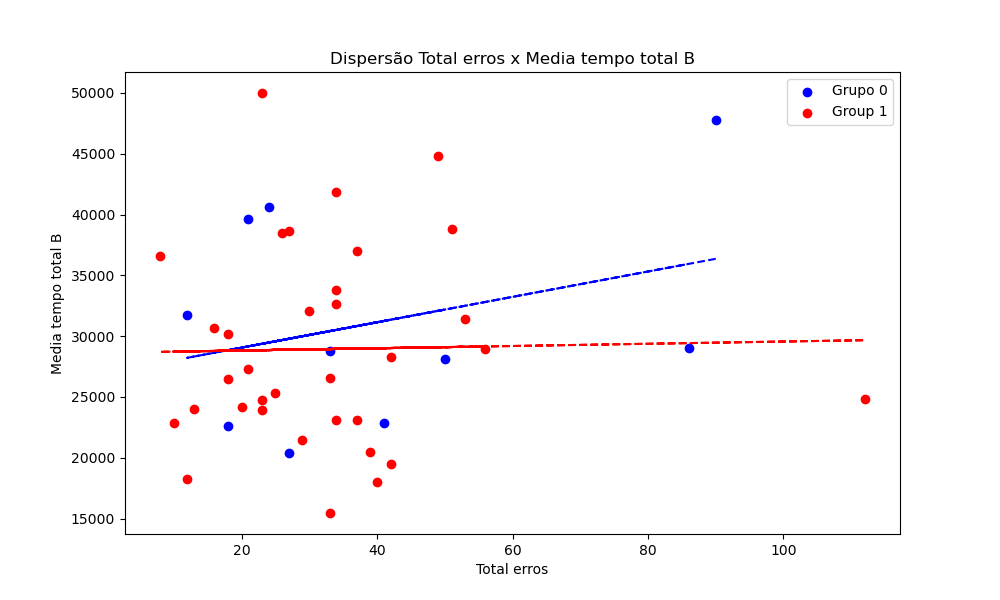 Dispersão Total erros x Media tempo total B
Grupo 0
Group 1
Media tempo total B
50000
45000
40000
35000
30000
25000
20000
15000
20
40
60
80
100
Total erros